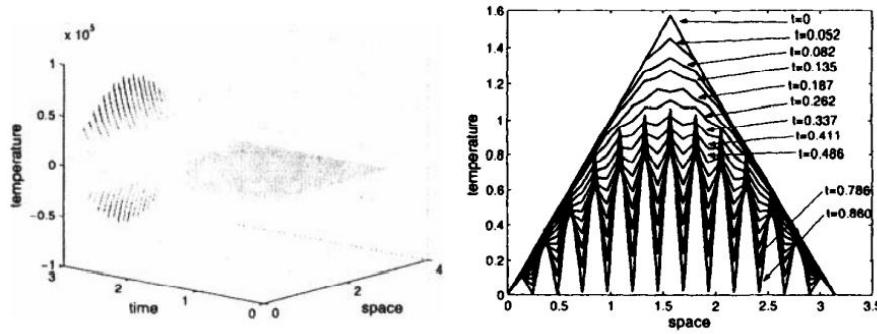 x 10^5
1
0.5
0
-0.5
-1
temperature
3
2
1
0
time
0
2
4
space
1.6
1.4
1.2
1
0.8
0.6
0.4
0.2
0
temperature
0
0.5
1
1.5
2
2.5
3
3.5
space
t=0
t=0.052
t=0.082
t=0.135
t=0.187
t=0.262
t=0.337
t=0.411
t=0.486
t=0.786
t=0.860